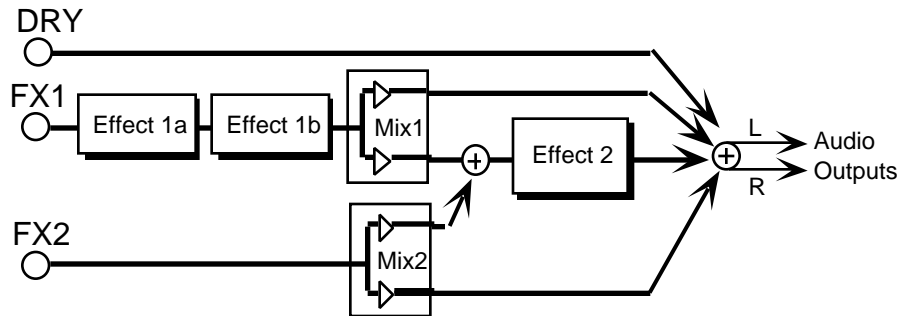 DRY
FX1
Effect 1a
Effect 1b
Mix1
Effect 2
L
R
Audio
Outputs
FX2
Mix2